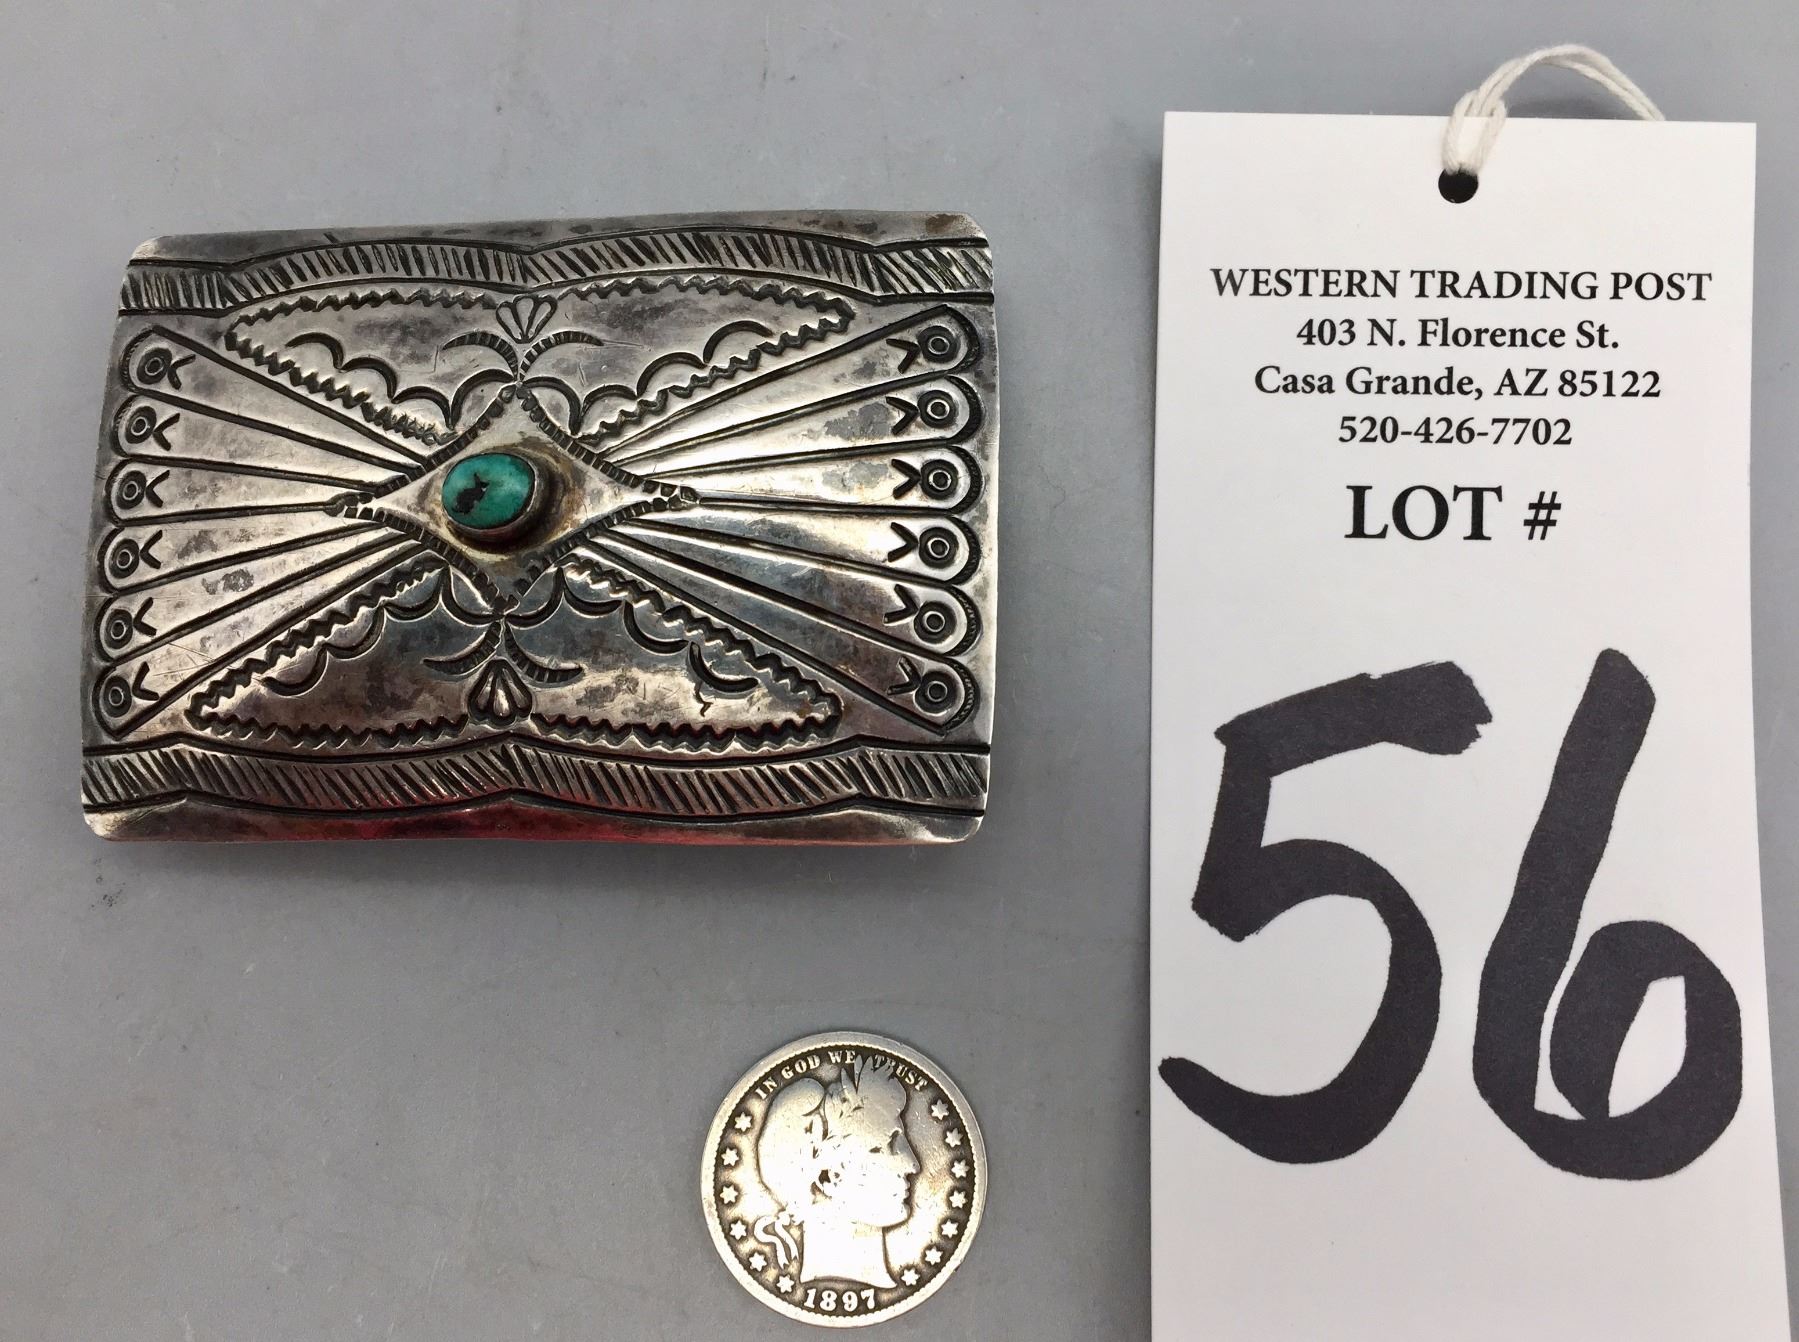 WESTERN TRADING POST
403 N. Florence St.
Casa Grande, AZ 85122
520-426-7702
LOT #
56
IN GOD WE TRUST
1897